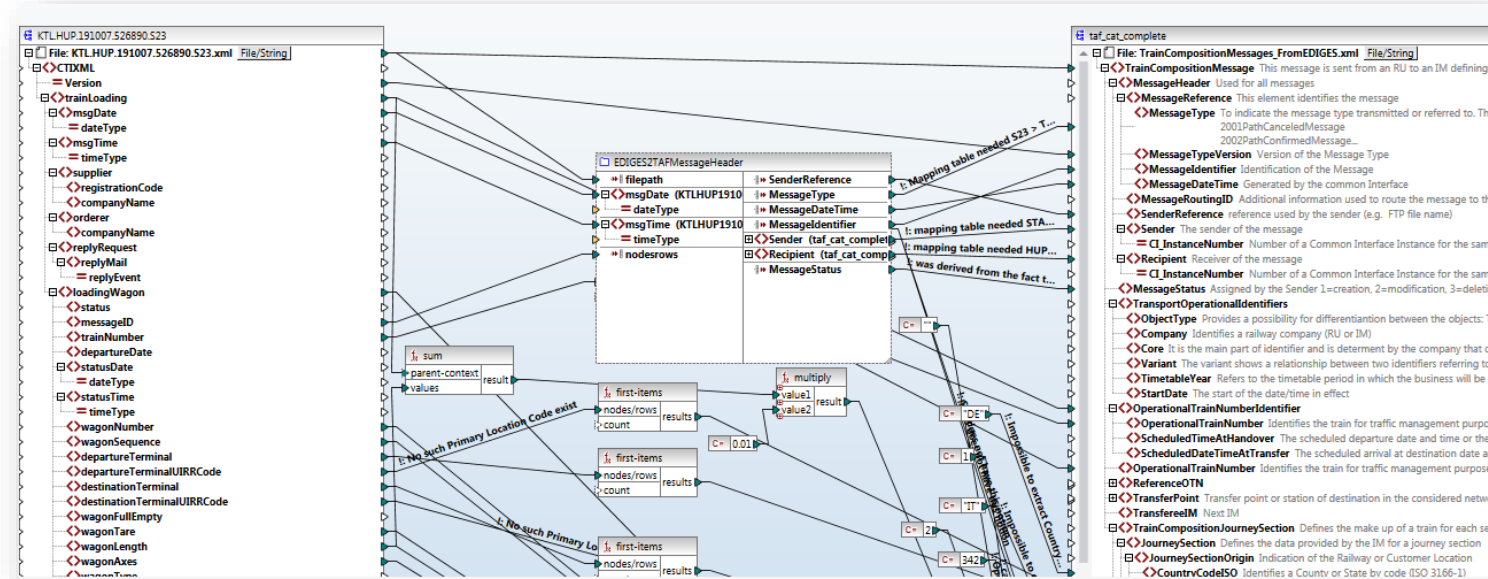 KTL.HUP.191007.526890.S23
File: KTL.HUP.191007.526890.S23.xml File/String
CTIXML
Version
trainLoading
msgDate
dateType
msgTime
timeType
supplier
registrationCode
companyName
orderer
companyName
replyRequest
replyMail
replyEvent
loadingWagon
status
messageID
trainNumber
departureDate
statusDate
dateType
statusTime
timeType
wagonNumber
wagonSequence
departureTerminal
departureTerminalUIRRCode
destinationTerminal
destinationTerminalUIRRCode
wagonFullEmpty
wagonTare
wagonLength
wagonAxes
wagonType
EDIGES2TAFMessageHeader
filepath
SenderReference
msgDate (KTLHUP1910
MessageType
dateType
MessageDateTime
msgTime (KTLHUP1910
MessageIdentifier
timeType
Sender (taf_cat_complet
nodesrows
Recipient (taf_cat_comp
MessageStatus
!: Mapping table needed S23 > T...
!: mapping table needed STA...
!: mapping table needed HUP...
!: was derived from the fact t...
sum
parent-context
values
result
!: No such Primary Location Code exist
first-items
nodes/rows
count
results
multiply
value1
value2
result
C= 0.01
first-items
nodes/rows
count
results
!: No such Primary Lo
first-items
nodes/rows
results
C= ""
C= "DE"
C= 1
C= "IT"
C= 2
C= 342
!: Impossible to extract Country...
taf_cat_complete
File: TrainCompositionMessages_FromEDIGES.xml File/String
TrainCompositionMessage This message is sent from an RU to an IM defining
MessageHeader Used for all messages
MessageReference This element identifies the message
MessageType To indicate the message type transmitted or referred to. Th
2001PathCanceledMessage
2002PathConfirmedMessage...
MessageTypeVersion Version of the Message Type
MessageIdentifier Identification of the Message
MessageDateTime Generated by the common Interface
MessageRoutingID Additional information used to route the message to th
SenderReference reference used by the sender (e.g. FTP file name)
Sender The sender of the message
CI_InstanceNumber Number of a Common Interface Instance for the sam
Recipient Receiver of the message
CI_InstanceNumber Number of a Common Interface Instance for the sam
MessageStatus Assigned by the Sender 1=creation, 2=modification, 3=deleti
TransportOperationalIdentifiers
ObjectType Provides a possibility for differentiantion between the objects: T
Company Identifies a railway company (RU or IM)
Core It is the main part of identifier and is determent by the company that c
Variant The variant shows a relationship between two identifiers referring to
TimetableYear Refers to the timetable period in which the business will be
StartDate The start of the date/time in effect
OperationalTrainNumberIdentifier
OperationalTrainNumber Identifies the train for traffic management purpo
ScheduledTimeAtHandover The scheduled departure date and time or the
ScheduledDateTimeAtTransfer The scheduled arrival at destination date a
OperationalTrainNumber Identifies the train for traffic management purpose
ReferenceOTN
TransferPoint Transfer point or station of destination in the considered netw
TransfereeIM Next IM
TrainCompositionJourneySection Defines the make up of a train for each se
JourneySection Defines the data provided by the IM for a journey section
JourneySectionOrigin Indication of the Railway or Customer Location
CountryCodeISO Identifies a County or State by code (ISO 3166-1)